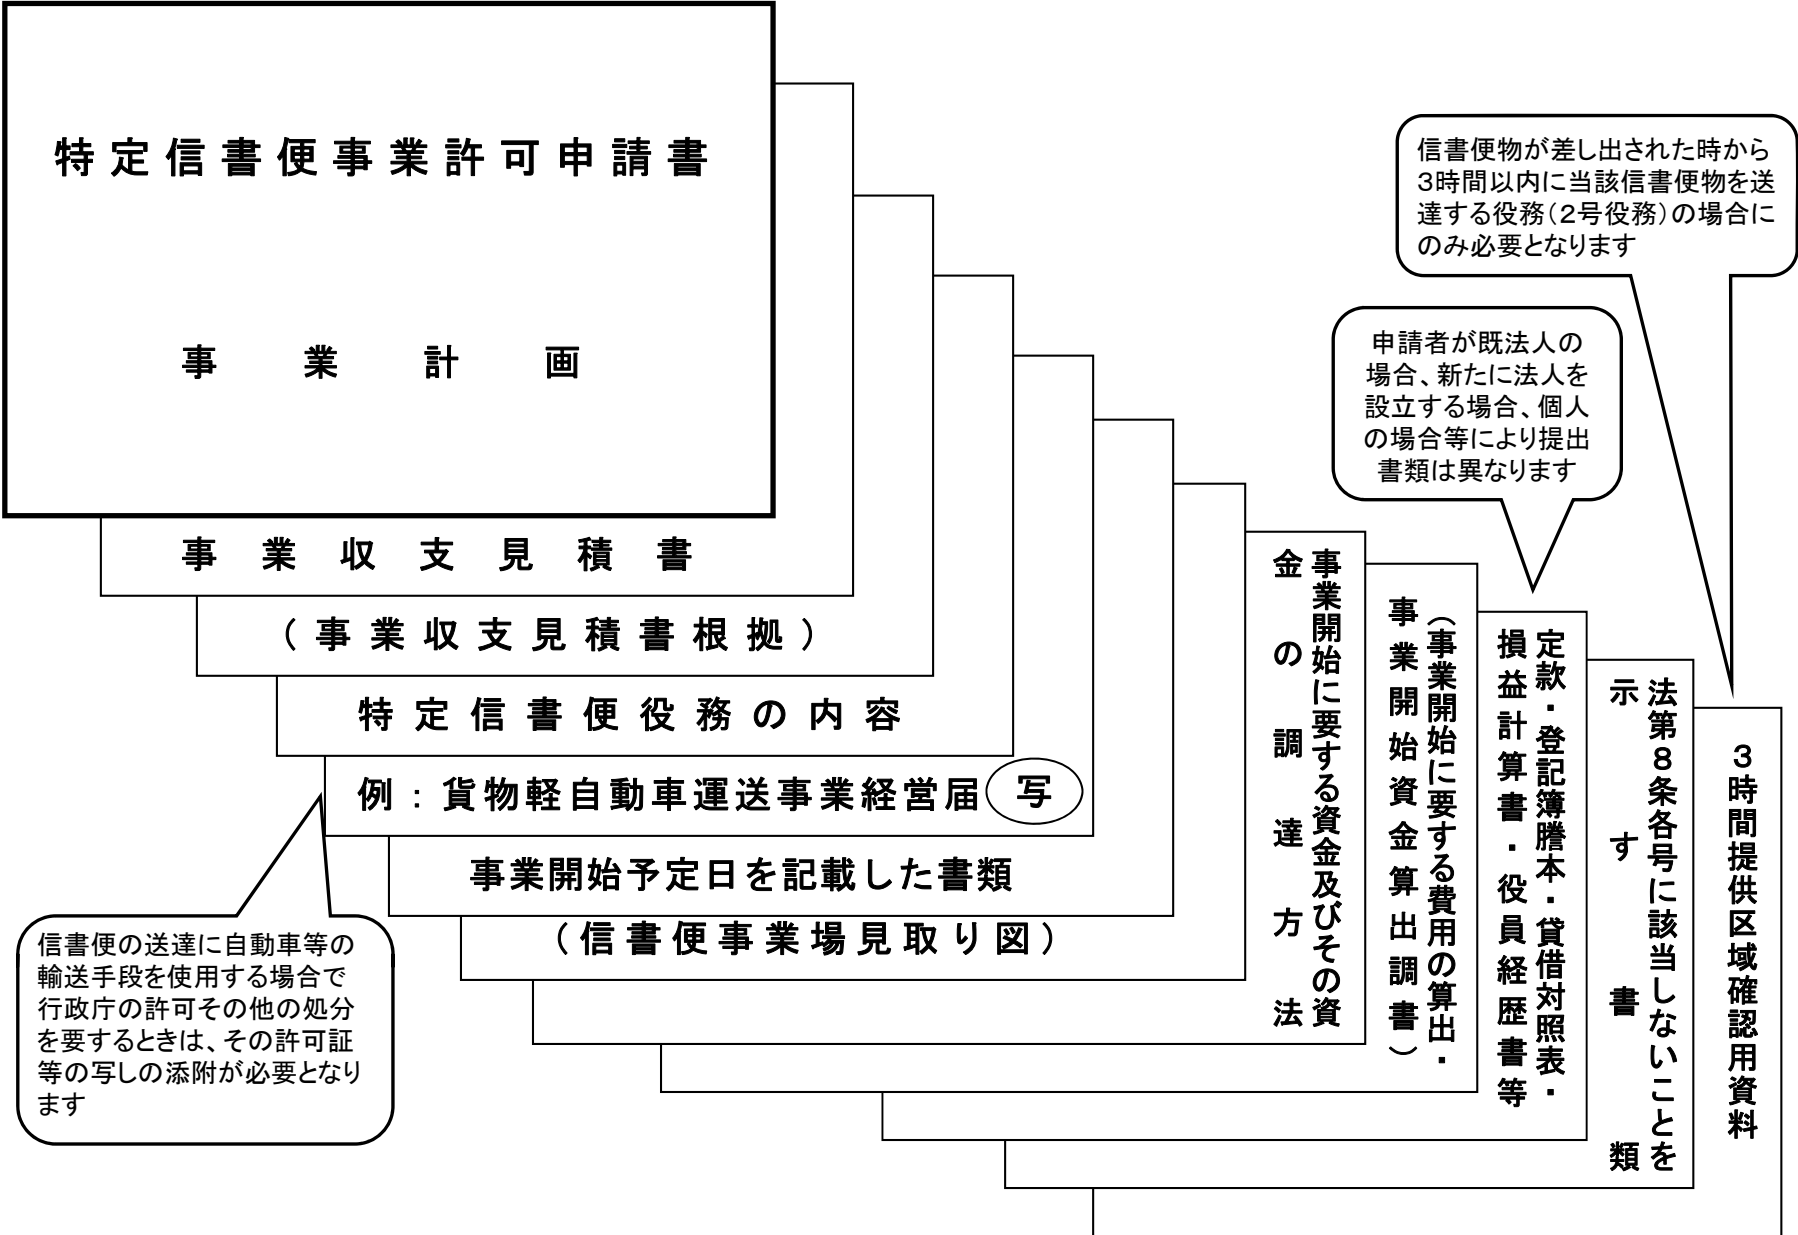 特定信書便事業許可申請書
事業計画
事業収支見積書
（事業収支見積書根拠）
特定信書便役務の内容
例：貨物軽自動車運送事業経営届
写
事業開始予定日を記載した書類
（信書便事業場見取り図）
事業開始に要する資金及びその資
金の調達方法
（事業開始に要する費用の算出・
事業開始資金算出調書）
定款・登記簿謄本・貸借対照表・
損益計算書・役員経歴書等
法第８条各号に該当しないことを
示す書類
３時間提供区域確認用資料
信書便物が差し出された時から
３時間以内に当該信書便物を送
達する役務（２号役務）の場合に
のみ必要となります
申請者が既法人の
場合、新たに法人を
設立する場合、個人
の場合等により提出
書類は異なります
信書便の送達に自動車等の
輸送手段を使用する場合で
行政庁の許可その他の処分
を要するときは、その許可証
等の写しの添附が必要となり
ます